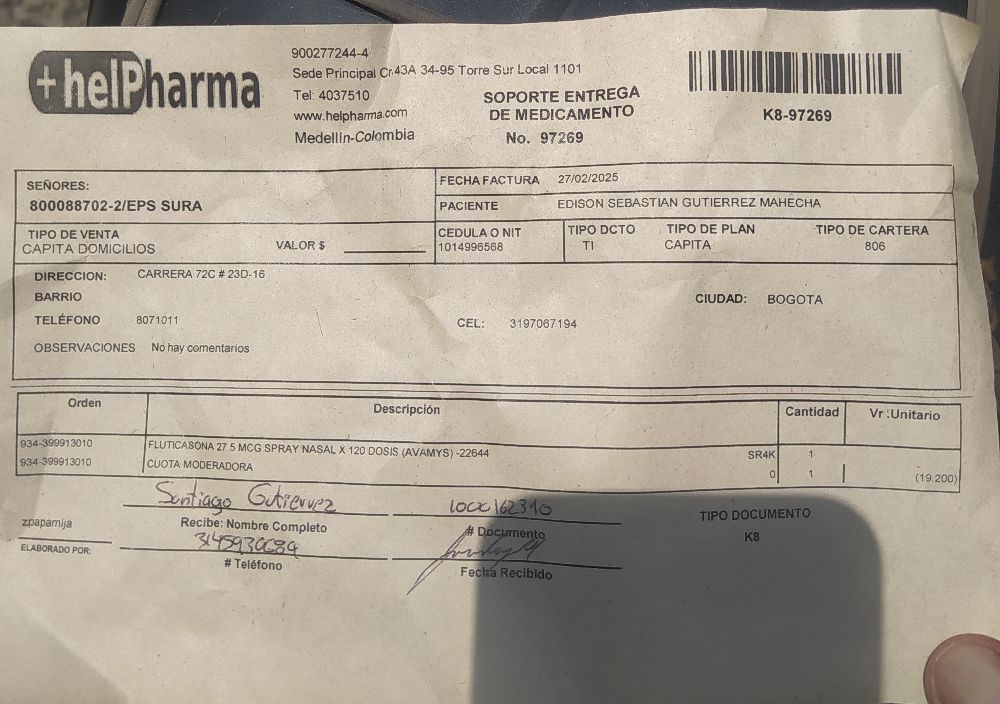 +helPharma
900277244-4
Sede Principal Cr.43A 34-95 Torre Sur Local 1101
Tel: 4037510
www.helpharma.com
Medellín-Colombia
SOPORTE ENTREGA
DE MEDICAMENTO
No. 97269
K8-97269
SEÑORES:
800088702-2/EPS SURA
FECHA FACTURA 27/02/2025
PACIENTE EDISON SEBASTIAN GUTIERREZ MAHECHA
TIPO DE VENTA
CAPITA DOMICILIOS
VALOR $
CEDULA O NIT
1014996568
TIPO DCTO
TI
TIPO DE PLAN
CAPITA
TIPO DE CARTERA
806
DIRECCION: CARRERA 72C # 23D-16
BARRIO
CIUDAD: BOGOTA
TELÉFONO 8071011
CEL: 3197067194
OBSERVACIONES No hay comentarios
Orden Descripción Cantidad Vr :Unitario
934-399913010 FLUTICASONA 27 5 MCG SPRAY NASAL X 120 DOSIS (AVAMYS) -22644 SR4K 1
934-399913010 CUOTA MODERADORA 0 1 (19.200)
Santiago Gutierrez
Recibe: Nombre Completo
# Documento
zpapamija
ELABORADO POR:
# Teléfono
Fecha Recibido
TIPO DOCUMENTO
K8